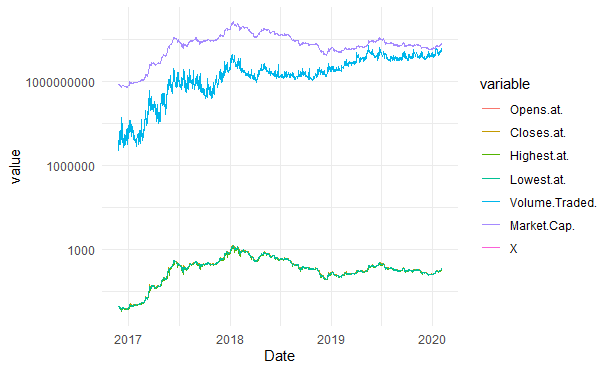 value
1000000000
1000000
1000
2017 2018 2019 2020
Date
variable
Opens.at.
Closes.at.
Highest.at.
Lowest.at.
Volume.Traded.
Market.Cap.
X